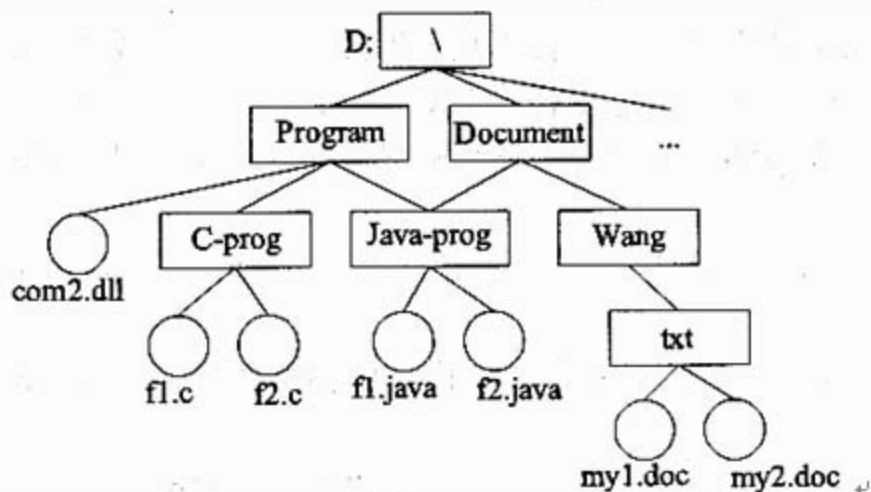 D: \
Program Document ...
C-prog Java-prog Wang
com2.dll
txt
f1.c f2.c f1.java f2.java
my1.doc my2.doc